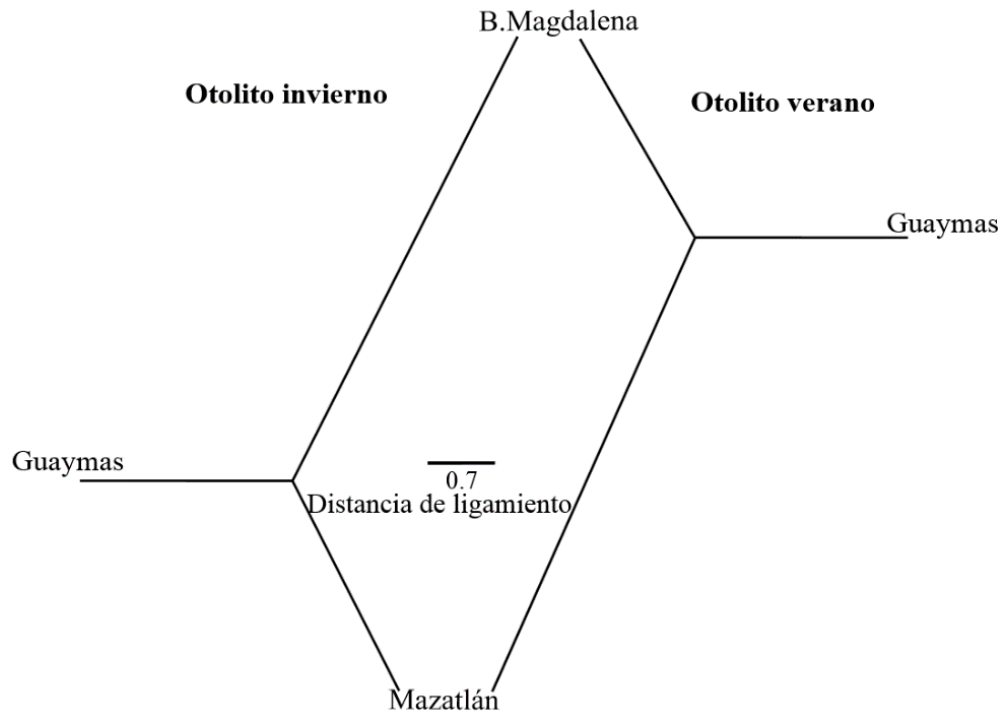 B.Magdalena
Otolito invierno
Otolito verano
Guaymas
Guaymas
0.7
Distancia de ligamiento
Mazatlán